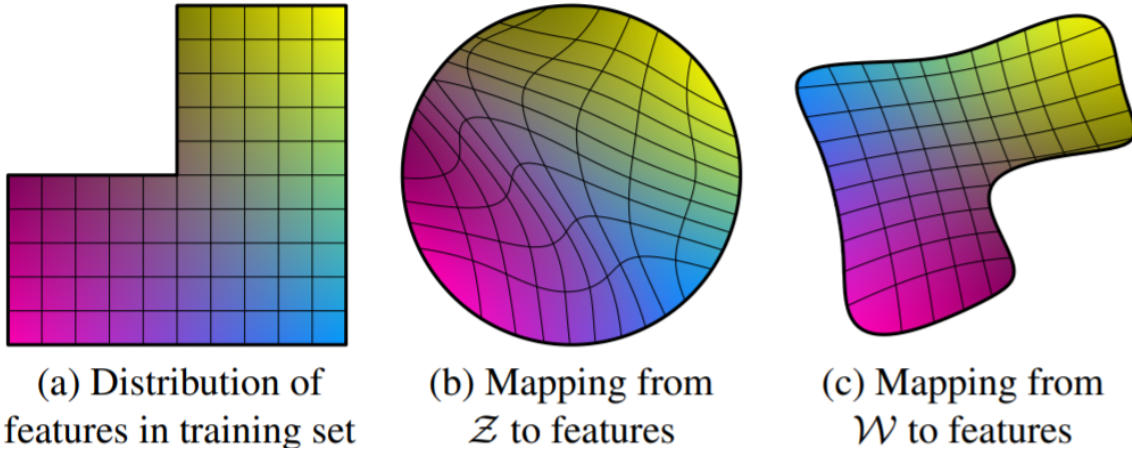 (a) Distribution of
features in training set
(b) Mapping from
𝒵 to features
(c) Mapping from
𝒲 to features